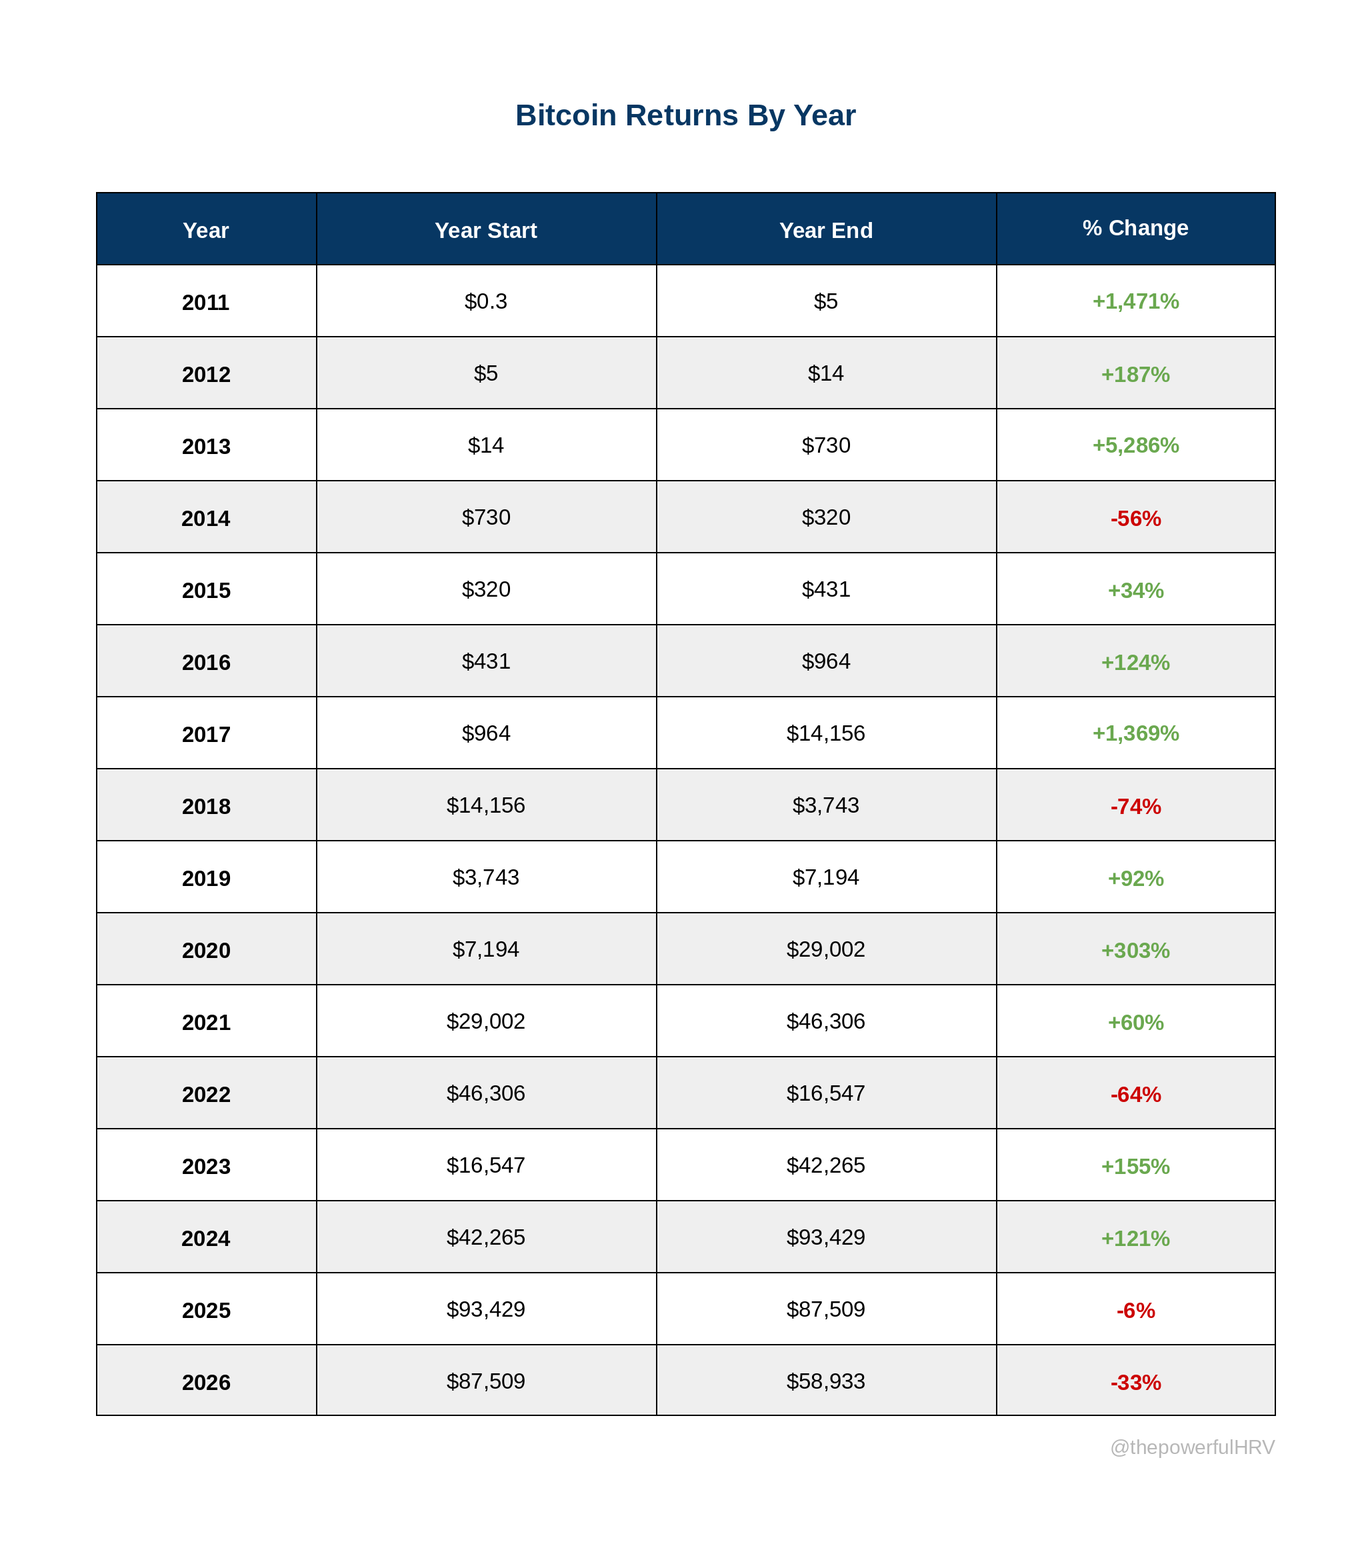 Bitcoin Returns By Year
Year Year Start Year End % Change
2011 $0.3 $5 +1,471%
2012 $5 $14 +187%
2013 $14 $730 +5,286%
2014 $730 $320 -56%
2015 $320 $431 +34%
2016 $431 $964 +124%
2017 $964 $14,156 +1,369%
2018 $14,156 $3,743 -74%
2019 $3,743 $7,194 +92%
2020 $7,194 $29,002 +303%
2021 $29,002 $46,306 +60%
2022 $46,306 $16,547 -64%
2023 $16,547 $42,265 +155%
2024 $42,265 $93,429 +121%
2025 $93,429 $87,509 -6%
2026 $87,509 $58,933 -33%
@thepowerfulHRV